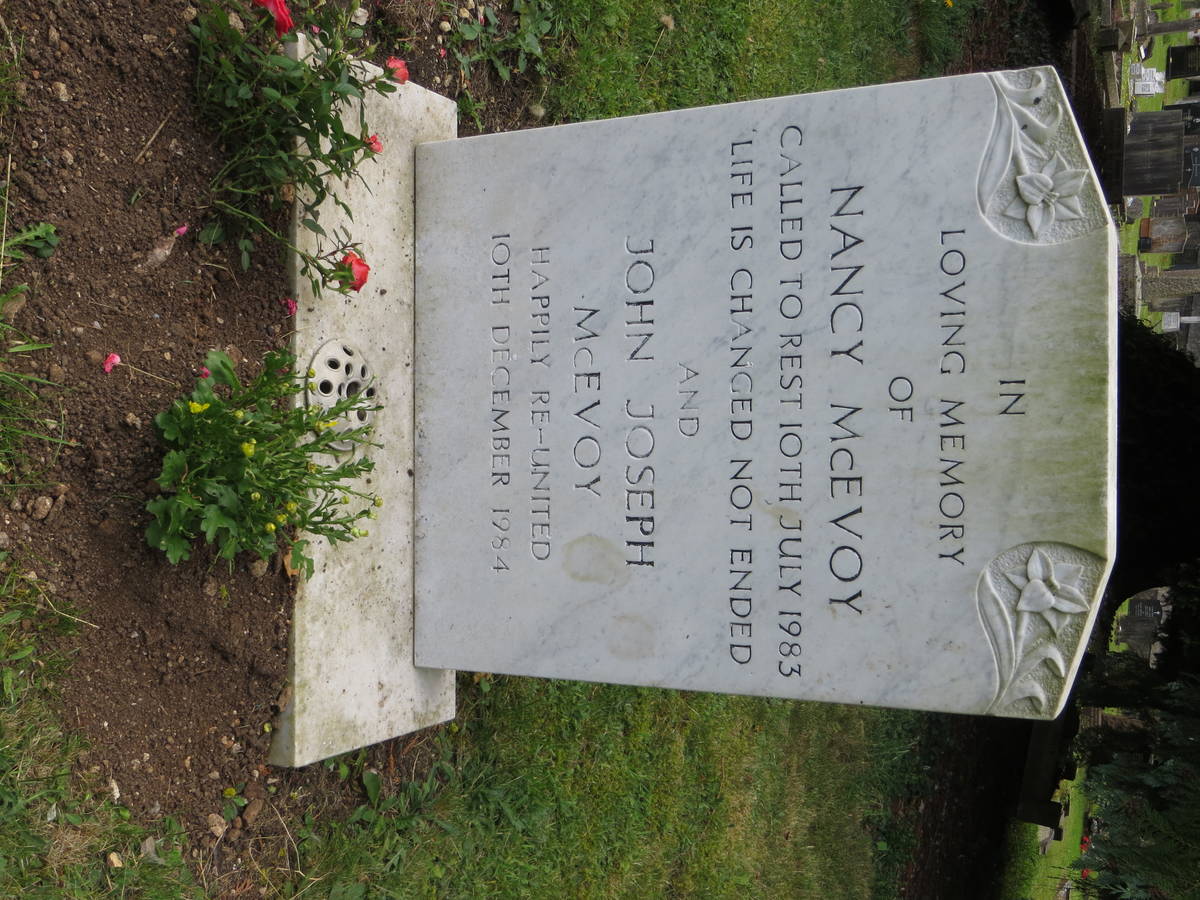 IN
LOVING MEMORY
OF
NANCY McEVOY
CALLED TO REST 10TH JULY 1983
'LIFE IS CHANGED NOT ENDED
AND
JOHN JOSEPH
McEVOY
HAPPILY RE-UNITED
10TH DECEMBER 1984